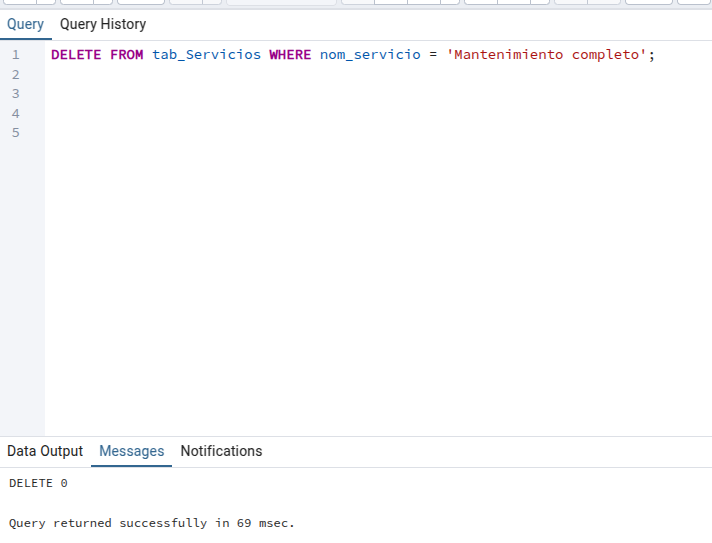 Query Query History
1 DELETE FROM tab_Servicios WHERE nom_servicio = 'Mantenimiento completo';
2
3
4
5
Data Output Messages Notifications
DELETE 0
Query returned successfully in 69 msec.